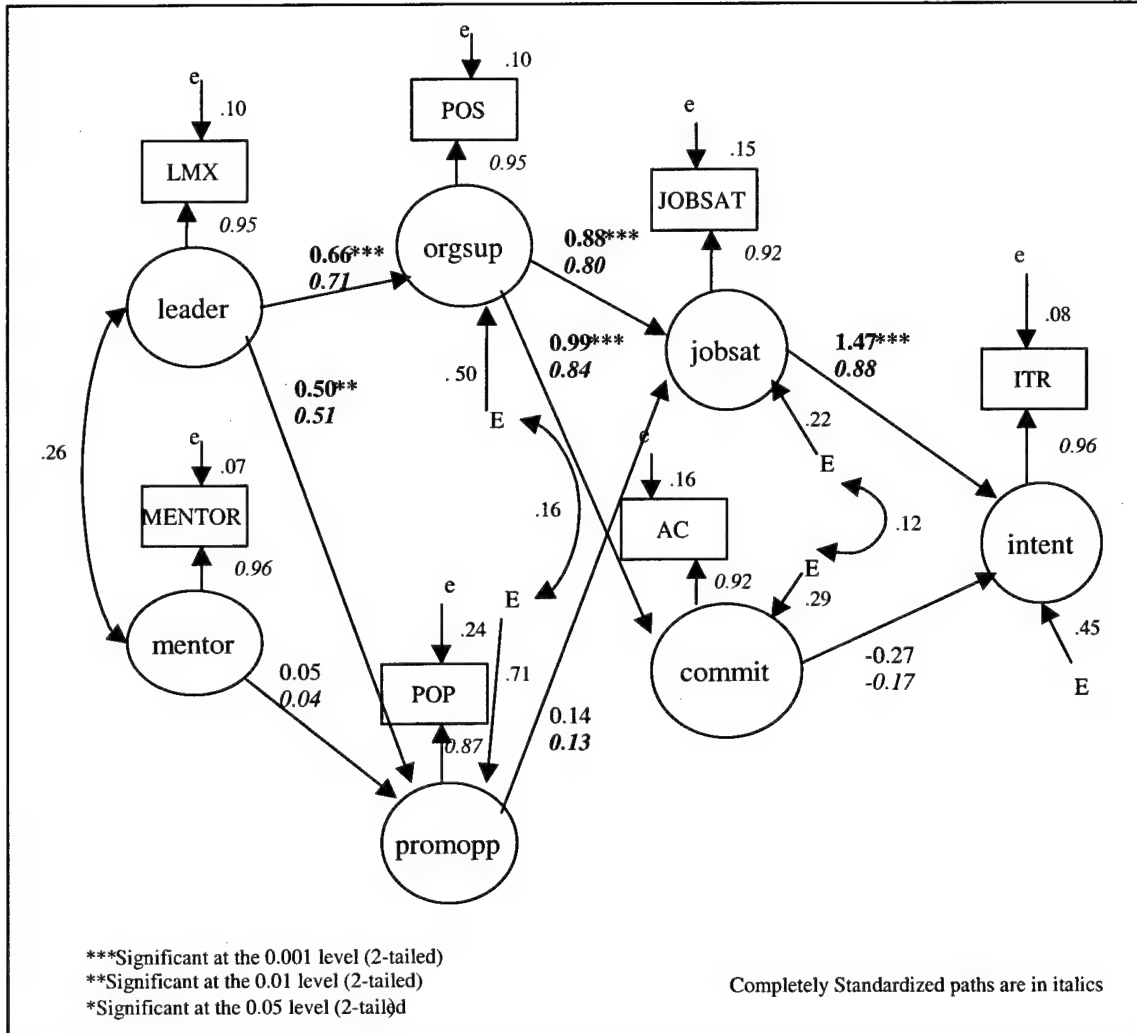 e
.10
POS
0.95
e
.10
LMX
0.95
e
.15
JOBSAT
0.92
orgsup
0.88***
0.80
0.66***
0.71
leader
e
.08
ITR
0.96
jobsat
1.47***
0.88
0.99***
0.84
.50
E
0.50**
0.51
.22
E
.26
e
.07
MENTOR
0.96
e
.16
AC
0.92
.16
.12
intent
E
.29
.45
E
mentor
e
.24
E
.71
POP
0.87
commit
-0.27
-0.17
0.05
0.04
0.14
0.13
promopp
***Significant at the 0.001 level (2-tailed)
**Significant at the 0.01 level (2-tailed)
*Significant at the 0.05 level (2-tailed
Completely Standardized paths are in italics